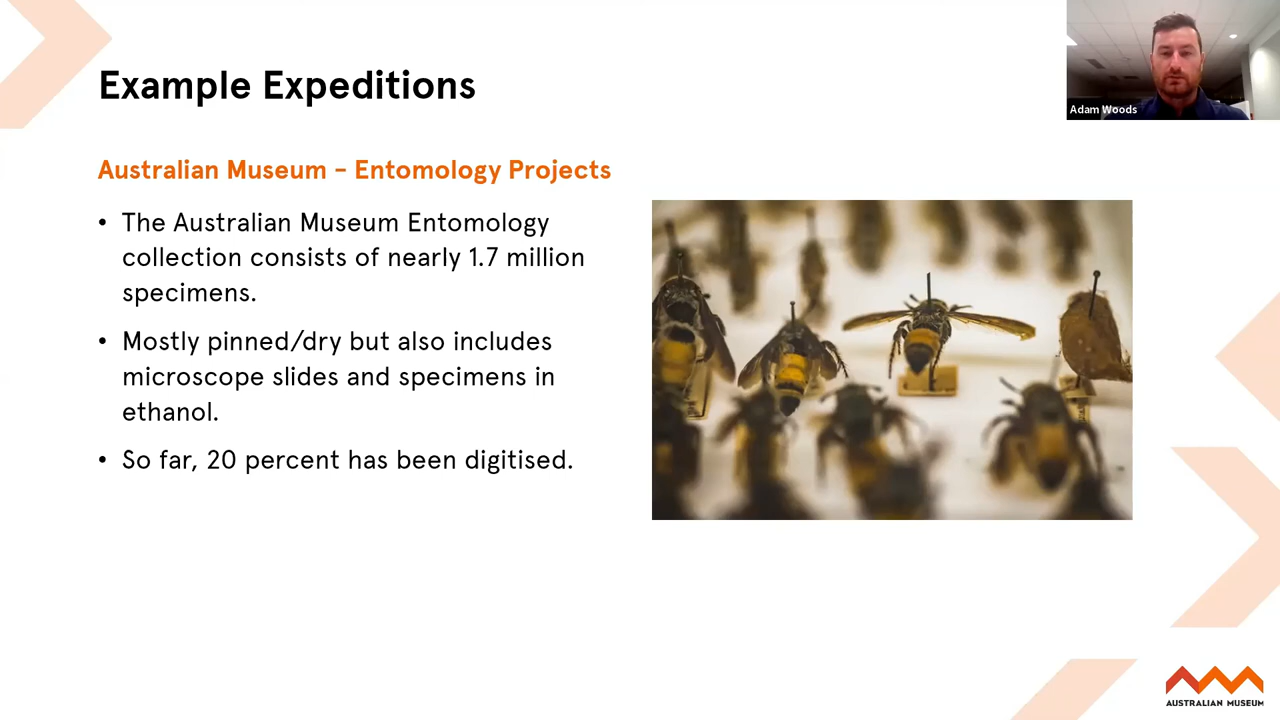 Example Expeditions
Adam Woods
Australian Museum – Entomology Projects
• The Australian Museum Entomology
collection consists of nearly 1.7 million
specimens.
• Mostly pinned/dry but also includes
microscope slides and specimens in
ethanol.
• So far, 20 percent has been digitised.
AUSTRALIAN MUSEUM